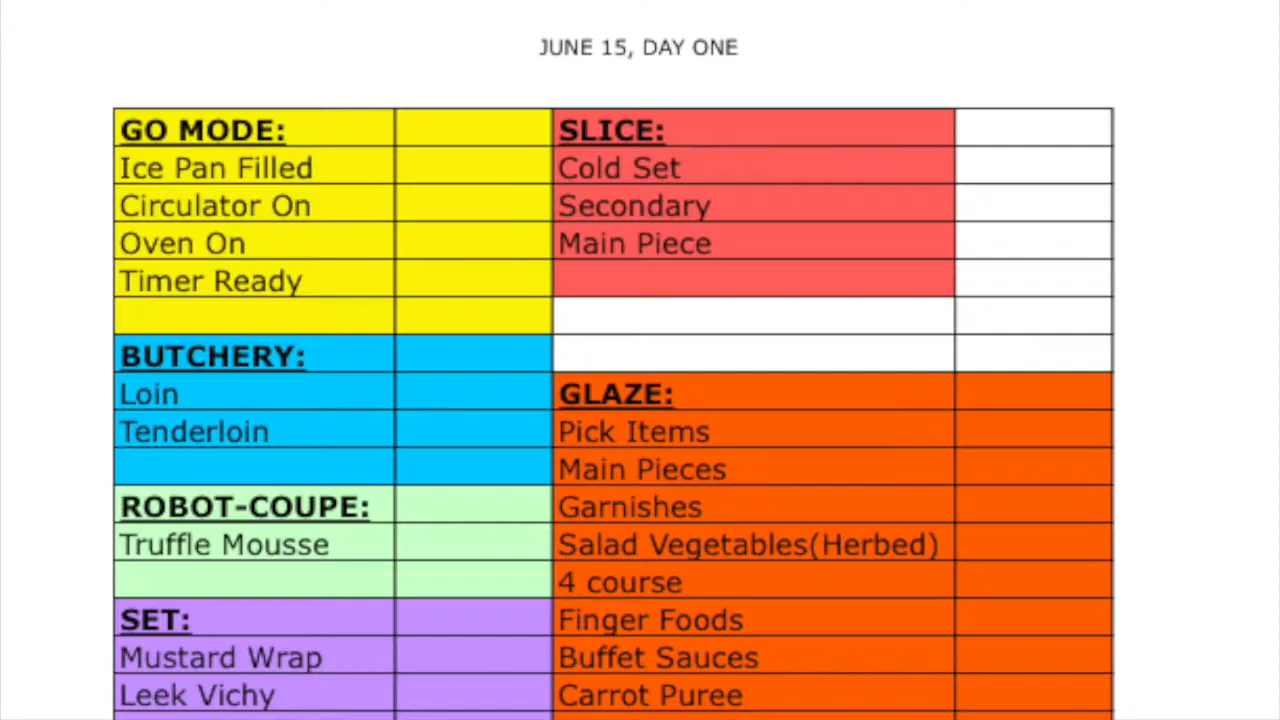 JUNE 15, DAY ONE
GO MODE:
Ice Pan Filled
Circulator On
Oven On
Timer Ready
BUTCHERY:
Loin
Tenderloin
ROBOT-COUPE:
Truffle Mousse
SET:
Mustard Wrap
Leek Vichy
SLICE:
Cold Set
Secondary
Main Piece
GLAZE:
Pick Items
Main Pieces
Garnishes
Salad Vegetables(Herbed)
4 course
Finger Foods
Buffet Sauces
Carrot Puree